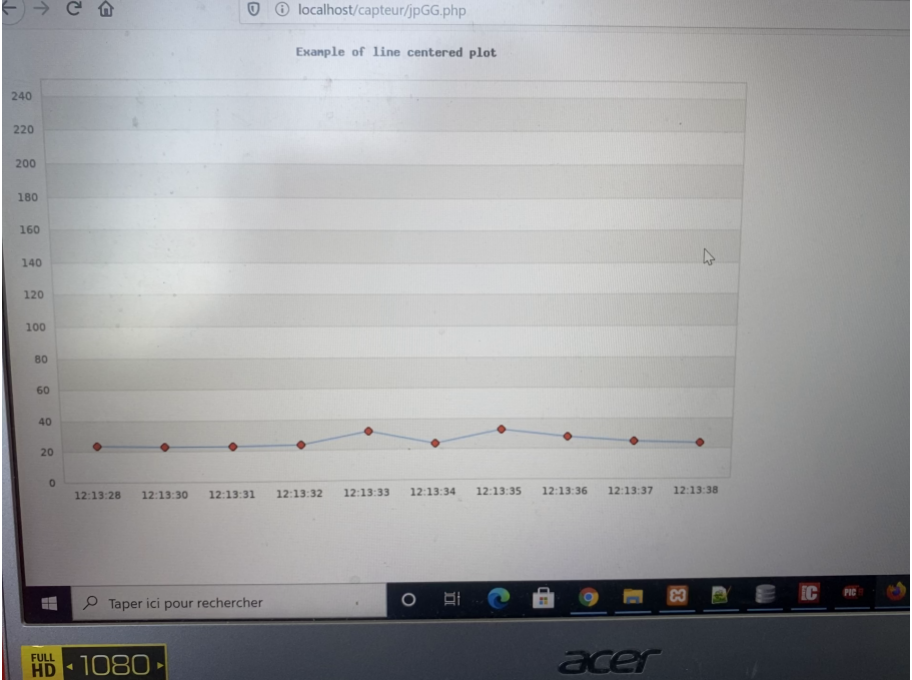 localhost/capteur/jpGG.php
Example of line centered plot
240
220
200
180
160
140
120
100
80
60
40
20
0
12:13:28 12:13:30 12:13:31 12:13:32 12:13:33 12:13:34 12:13:35 12:13:36 12:13:37 12:13:38
Taper ici pour rechercher
IC
PIC
FULL HD 1080
acer